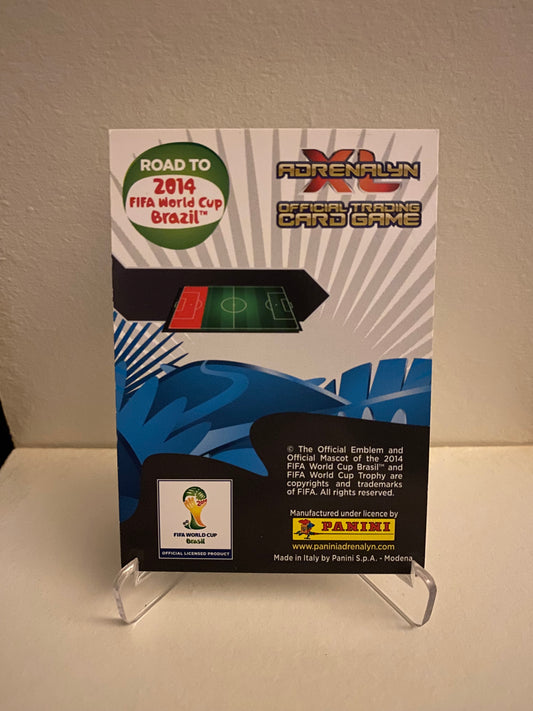 ROAD TO
2014
FIFA World Cup
Brazil™
ADRENALYN
XL
OFFICIAL TRADING
CARD GAME
© The Official Emblem and
Official Mascot of the 2014
FIFA World Cup Brasil™ and
FIFA World Cup Trophy are
copyrights and trademarks
of FIFA. All rights reserved.
Manufactured under licence by
PANINI
www.paniniadrenalyn.com
Made in Italy by Panini S.p.A. - Modena
FIFA WORLD CUP
Brasil
OFFICIAL LICENSED PRODUCT